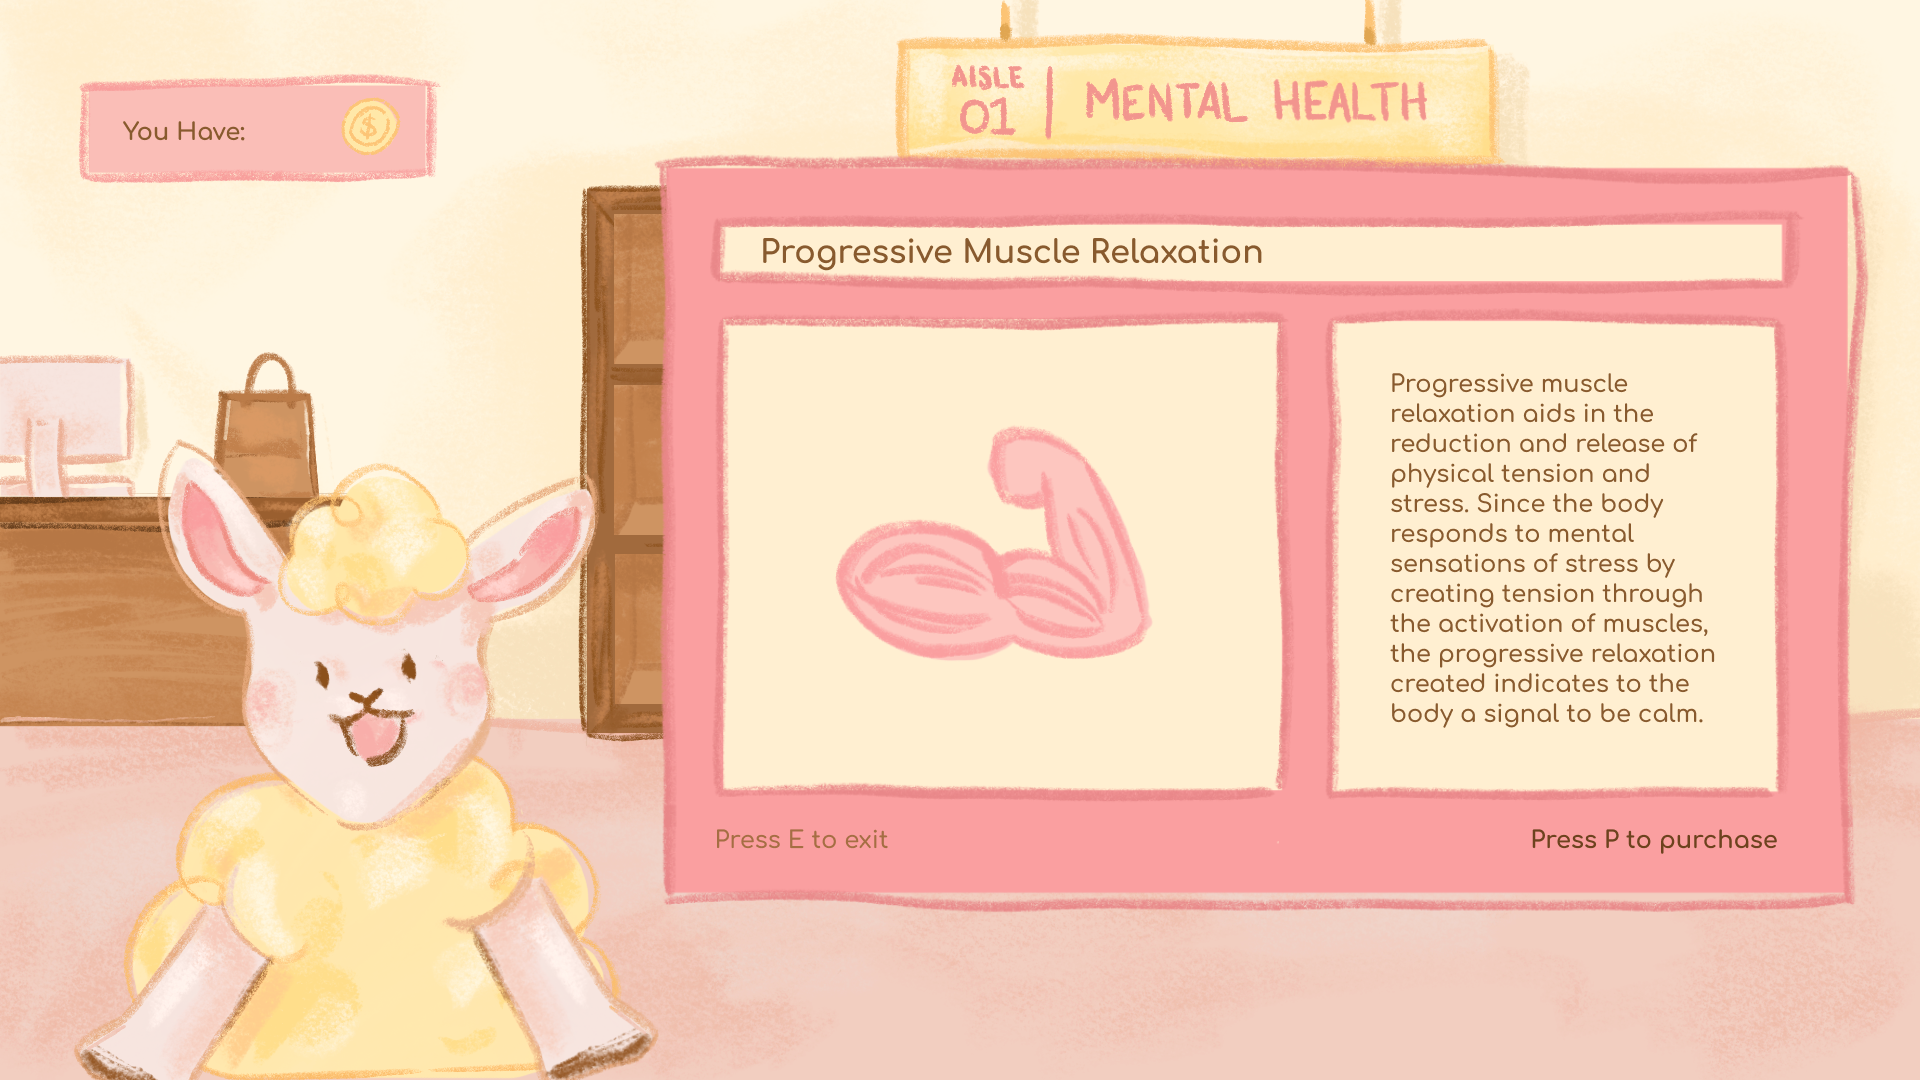 You Have:
$
AISLE
01
MENTAL HEALTH
Progressive Muscle Relaxation
Progressive muscle
relaxation aids in the
reduction and release of
physical tension and
stress. Since the body
responds to mental
sensations of stress by
creating tension through
the activation of muscles,
the progressive relaxation
created indicates to the
body a signal to be calm.
Press E to exit
Press P to purchase